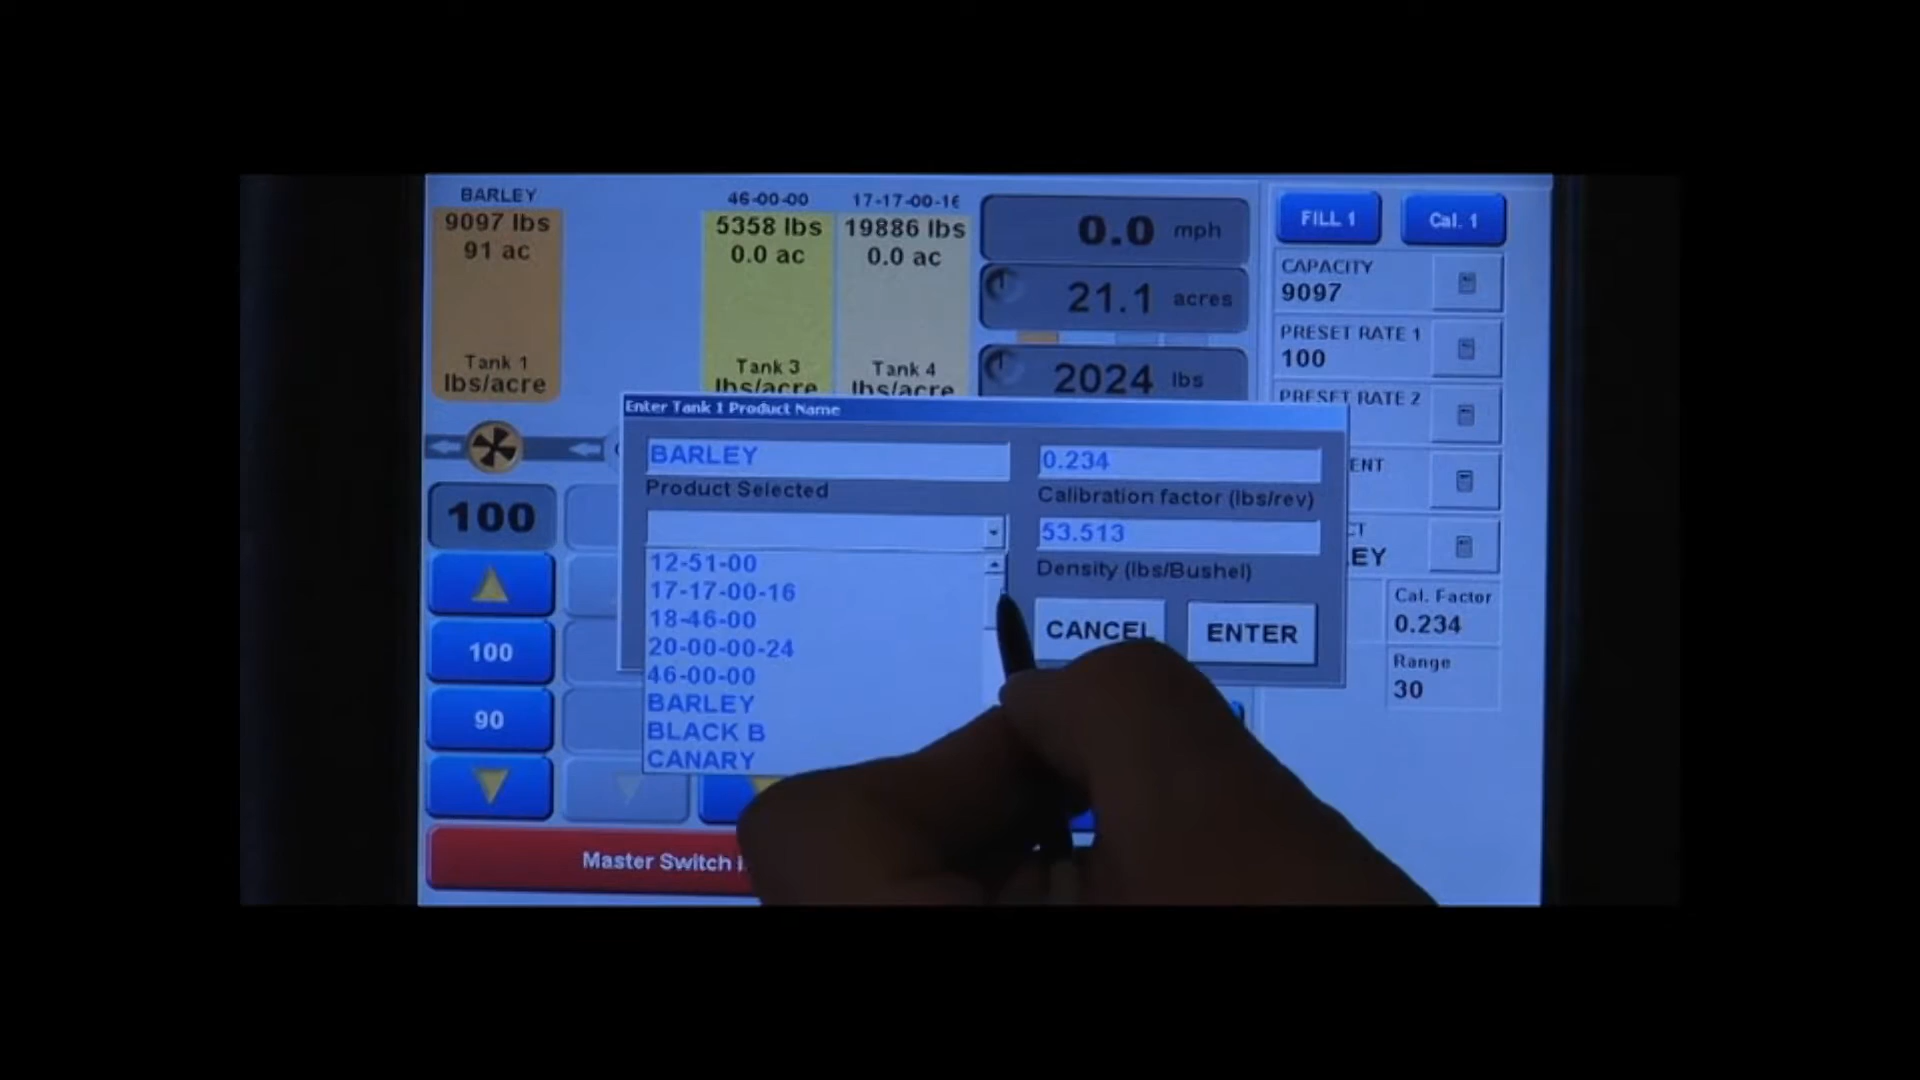 BARLEY
9097 lbs
91 ac
Tank 1
lbs/acre
46-00-00
5358 lbs
0.0 ac
Tank 3
lbs/acre
17-17-00-16
19886 lbs
0.0 ac
Tank 4
lbs/acre
0.0 mph
21.1 acres
2024 lbs
FILL 1
Cal. 1
CAPACITY
9097
PRESET RATE 1
100
PRESET RATE 2
Enter Tank 1 Product Name
BARLEY
Product Selected
12-51-00
17-17-00-16
18-46-00
20-00-00-24
46-00-00
BARLEY
BLACK B
CANARY
0.234
Calibration factor (lbs/rev)
53.513
Density (lbs/Bushel)
CANCEL
ENTER
ENT
CT
EY
Cal. Factor
0.234
Range
30
100
100
90
Master Switch